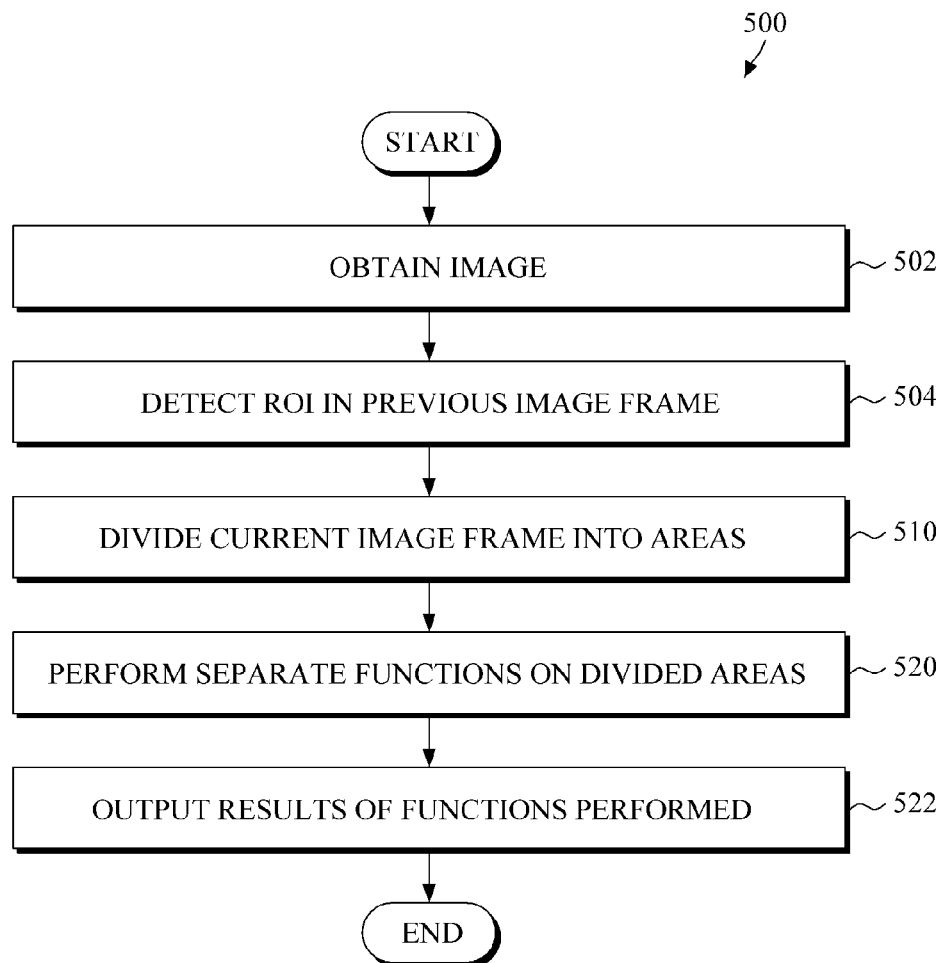 500
START
OBTAIN IMAGE
502
DETECT ROI IN PREVIOUS IMAGE FRAME
504
DIVIDE CURRENT IMAGE FRAME INTO AREAS
510
PERFORM SEPARATE FUNCTIONS ON DIVIDED AREAS
520
OUTPUT RESULTS OF FUNCTIONS PERFORMED
522
END